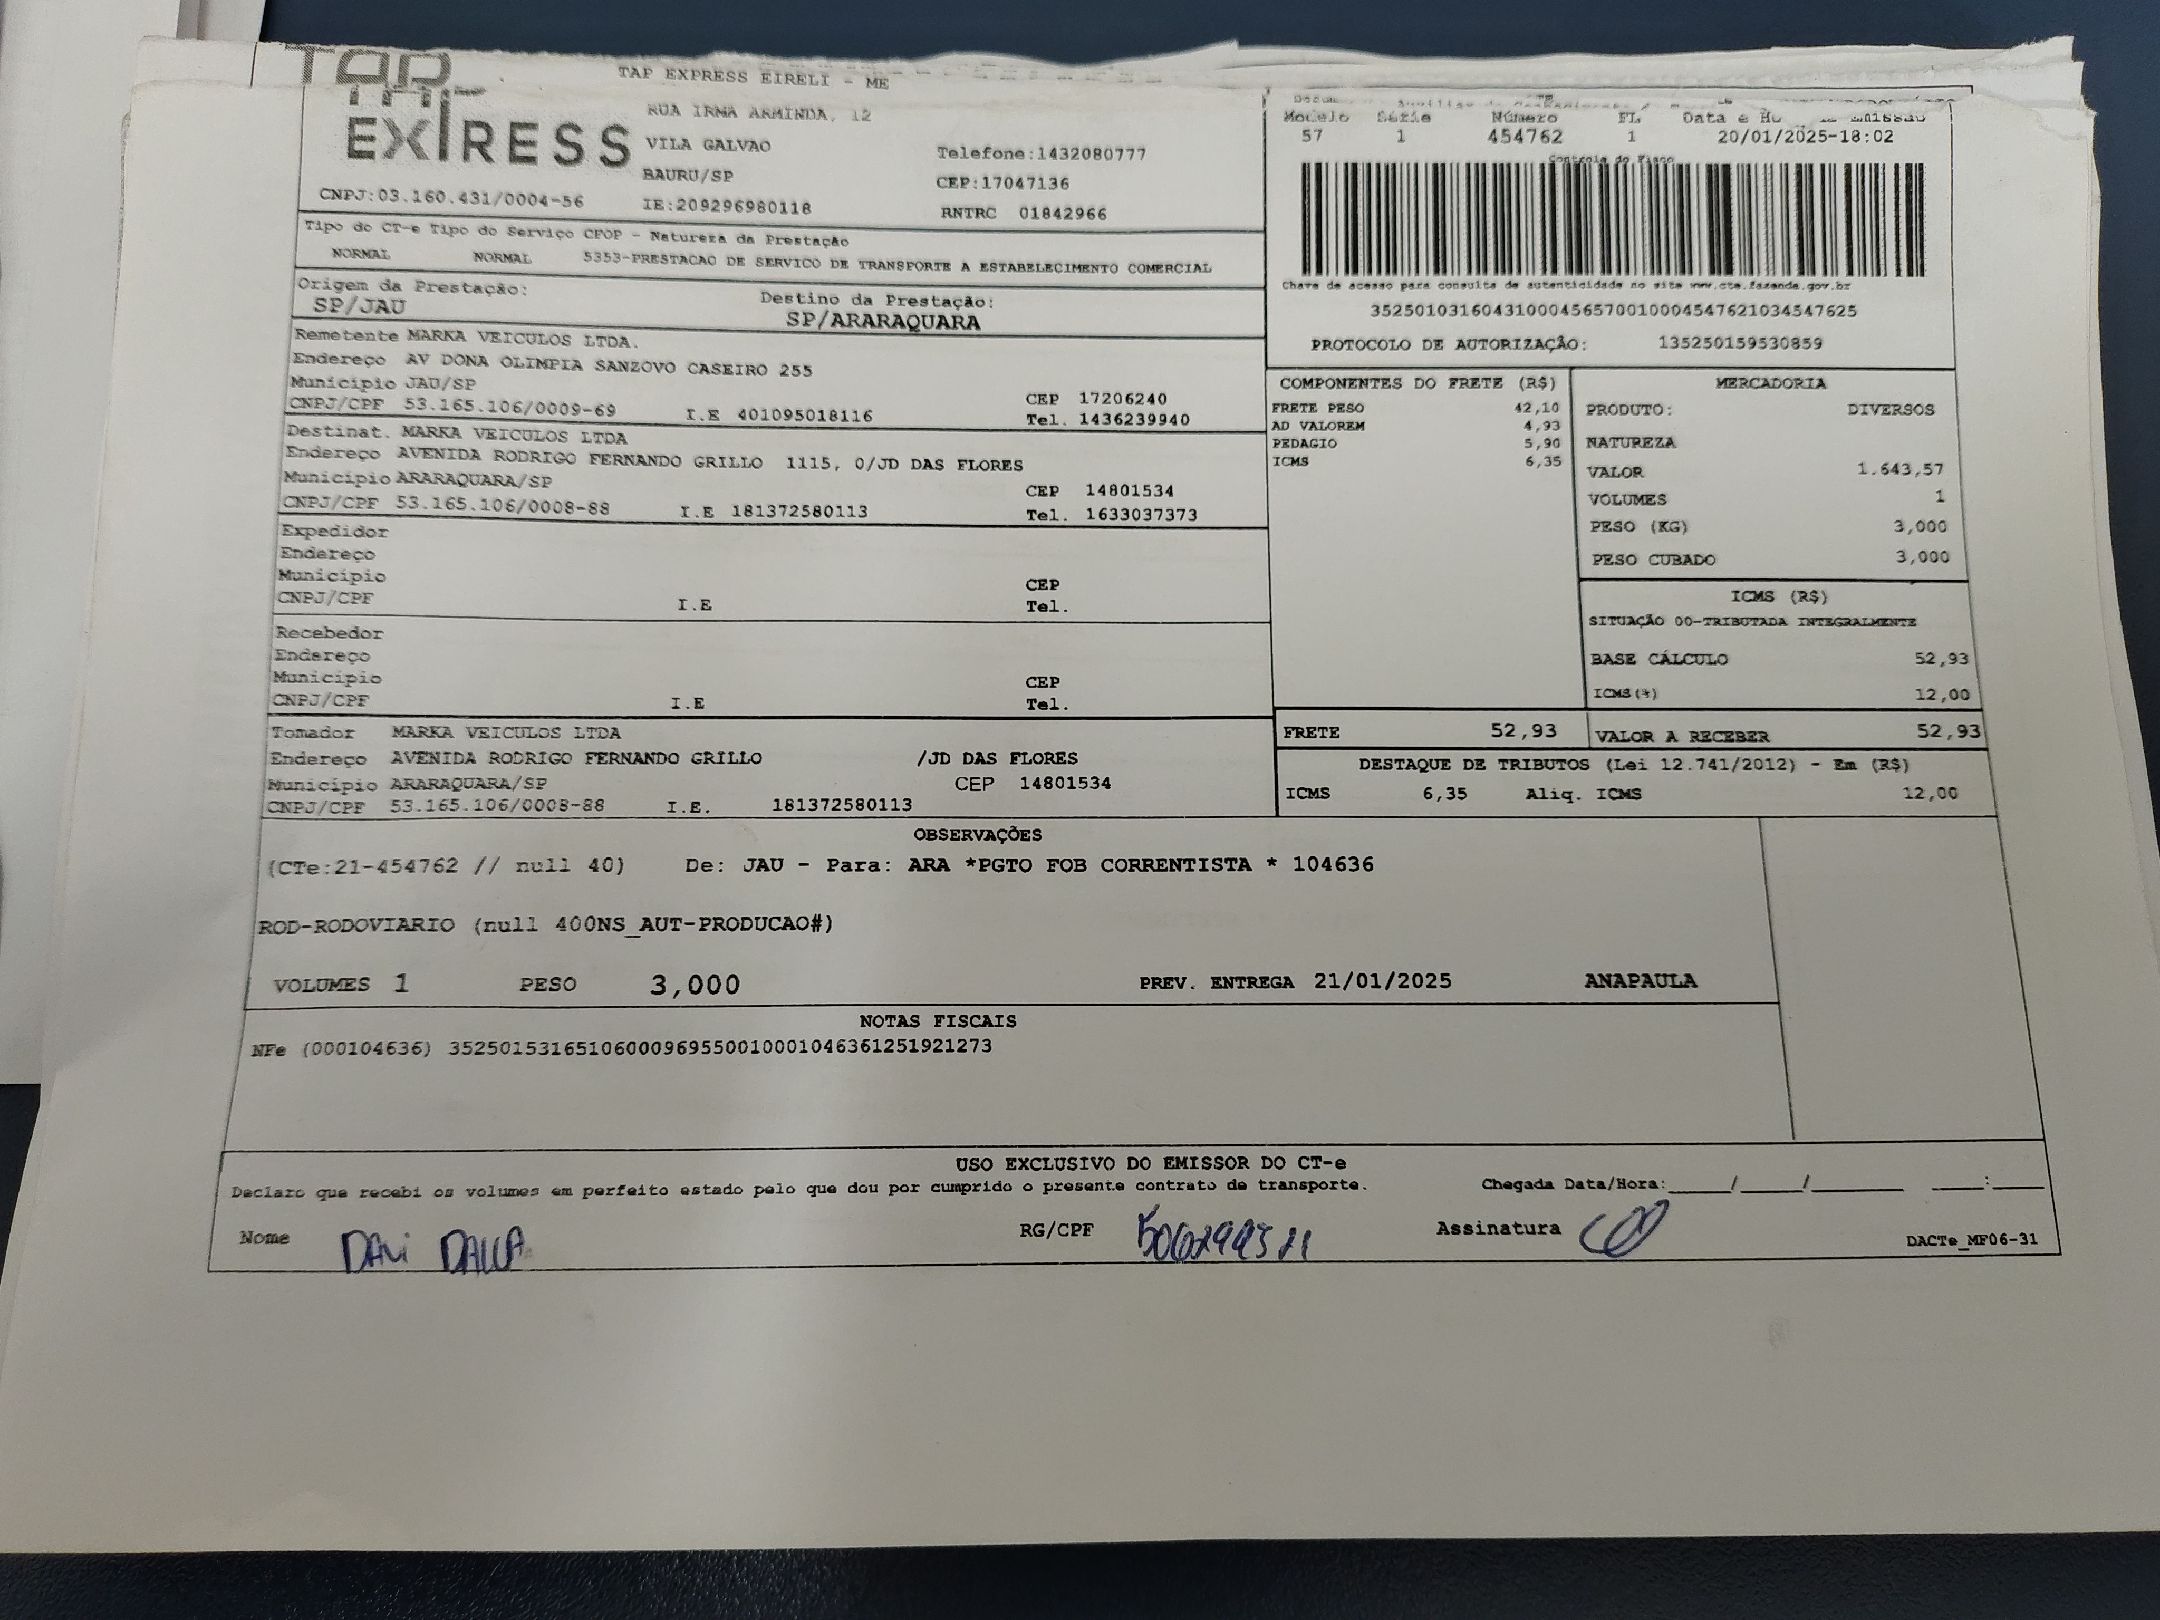 TAP
EXPRESS
TAP EXPRESS EIRELI - ME
RUA IRMA ARMINDA, 12
VILA GALVAO
Telefone:1432080777
BAURU/SP
CEP:17047136
CNPJ:03.160.431/0004-56
IE:209296980118
RNTRC 01842966
Modelo Série Número FL Data e
57 1 454762 1 20/01/2025-18:02
Controle do Fisco
Chave de acesso para consulta de autenticidade no site www.cte.fazenda.gov.br
35250103160431000456570010004547621034547625
PROTOCOLO DE AUTORIZAÇÃO: 135250159530859
Tipo do CT-e Tipo do Serviço CFOP - Natureza da Prestação
NORMAL NORMAL 5353-PRESTACAO DE SERVICO DE TRANSPORTE A ESTABELECIMENTO COMERCIAL
Origem da Prestação: Destino da Prestação:
SP/JAU SP/ARARAQUARA
Remetente MARKA VEICULOS LTDA.
Endereço AV DONA OLIMPIA SANZOVO CASEIRO 255
Município JAU/SP CEP 17206240
CNPJ/CPF 53.165.106/0009-69 I.E 401095018116 Tel. 1436239940
Destinat. MARKA VEICULOS LTDA
Endereço AVENIDA RODRIGO FERNANDO GRILLO 1115, 0/JD DAS FLORES
Município ARARAQUARA/SP CEP 14801534
CNPJ/CPF 53.165.106/0008-88 I.E 181372580113 Tel. 1633037373
Expedidor
Endereço
Município CEP
CNPJ/CPF I.E Tel.
Recebedor
Endereço
Município CEP
CNPJ/CPF I.E Tel.
Tomador MARKA VEICULOS LTDA
Endereço AVENIDA RODRIGO FERNANDO GRILLO /JD DAS FLORES
Município ARARAQUARA/SP CEP 14801534
CNPJ/CPF 53.165.106/0008-88 I.E. 181372580113
COMPONENTES DO FRETE (R$)
FRETE PESO 42,10
AD VALOREM 4,93
PEDAGIO 5,90
ICMS 6,35
MERCADORIA
PRODUTO: DIVERSOS
NATUREZA
VALOR 1.643,57
VOLUMES 1
PESO (KG) 3,000
PESO CUBADO 3,000
ICMS (R$)
SITUAÇÃO 00-TRIBUTADA INTEGRALMENTE
BASE CÁLCULO 52,93
ICMS(%) 12,00
FRETE 52,93 VALOR A RECEBER 52,93
DESTAQUE DE TRIBUTOS (Lei 12.741/2012) - Em (R$)
ICMS 6,35 Aliq. ICMS 12,00
OBSERVAÇÕES
(CTe:21-454762 // null 40) De: JAU - Para: ARA *PGTO FOB CORRENTISTA * 104636
ROD-RODOVIARIO (null 400NS_AUT-PRODUCAO#)
VOLUMES 1 PESO 3,000 PREV. ENTREGA 21/01/2025 ANAPAULA
NOTAS FISCAIS
NFe (000104636) 35250153165106000969550010001046361251921273
USO EXCLUSIVO DO EMISSOR DO CT-e
Declaro que recebi os volumes em perfeito estado pelo que dou por cumprido o presente contrato de transporte. Chegada Data/Hora:____/____/______ ____:____
Nome DAVI RG/CPF Assinatura
DACTe_MF06-31